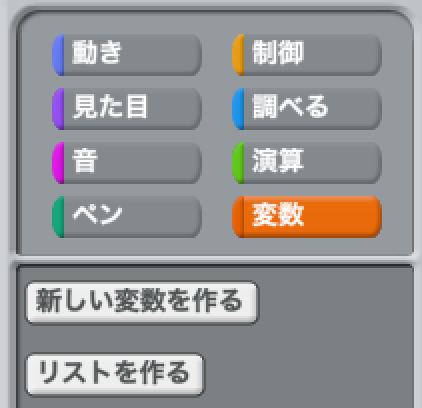 動き
制御
見た目
調べる
音
演算
ペン
変数
新しい変数を作る
リストを作る